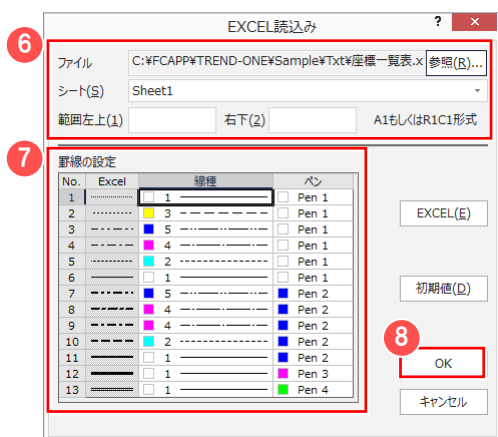 EXCEL読込み ? ×
6
ファイル C:¥FCAPP¥TREND-ONE¥Sample¥Txt¥座標一覧表.x 参照(R)...
シート(S) Sheet1
範囲左上(1) 右下(2) A1もしくはR1C1形式
7
罫線の設定
No. Excel 線種 ペン
1 1 Pen 1
2 3 Pen 1
3 5 Pen 1
4 4 Pen 1
5 2 Pen 1
6 1 Pen 1
7 5 Pen 2
8 4 Pen 2
9 4 Pen 2
10 2 Pen 2
11 1 Pen 2
12 1 Pen 3
13 1 Pen 4
EXCEL(E)
初期値(D)
8
OK
キャンセル